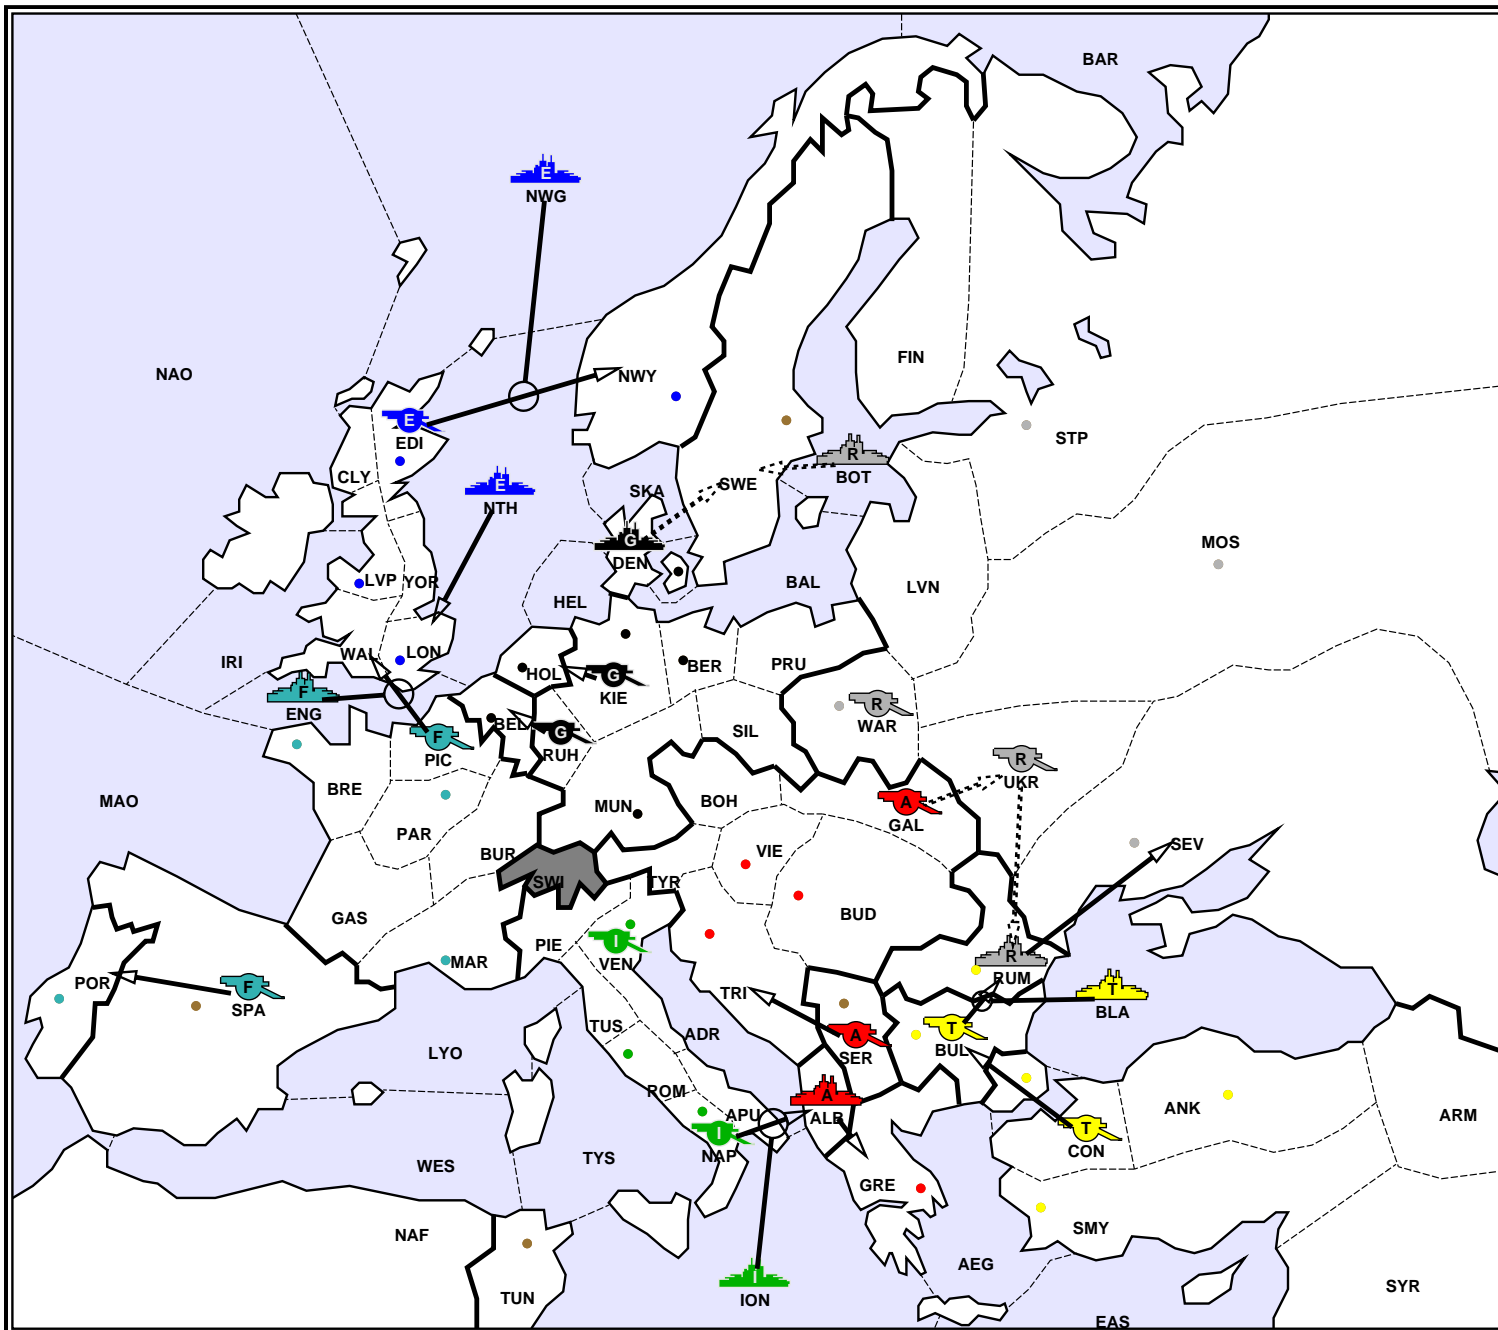 BAR
E
NWG
NAO
NWY
FIN
E
EDI
STP
R
BOT
CLY
E
NTH
SKA
SWE
G
DEN
MOS
LVP
YOR
BAL
LVN
HEL
IRI
WAL
LON
HOL
G
KIE
BER
PRU
F
ENG
BEL
G
RUH
R
WAR
F
PIC
SIL
R
UKR
BRE
MAO
MUN
BOH
A
GAL
PAR
SEV
BUR
VIE
SWI
TYR
GAS
BUD
PIE
I
VEN
R
RUM
MAR
POR
F
SPA
TRI
T
BLA
TUS
ADR
A
SER
T
BUL
LYO
ROM
APU
A
ALB
ANK
ARM
I
NAP
T
CON
WES
TYS
GRE
NAF
SMY
AEG
I
ION
TUN
SYR
EAS